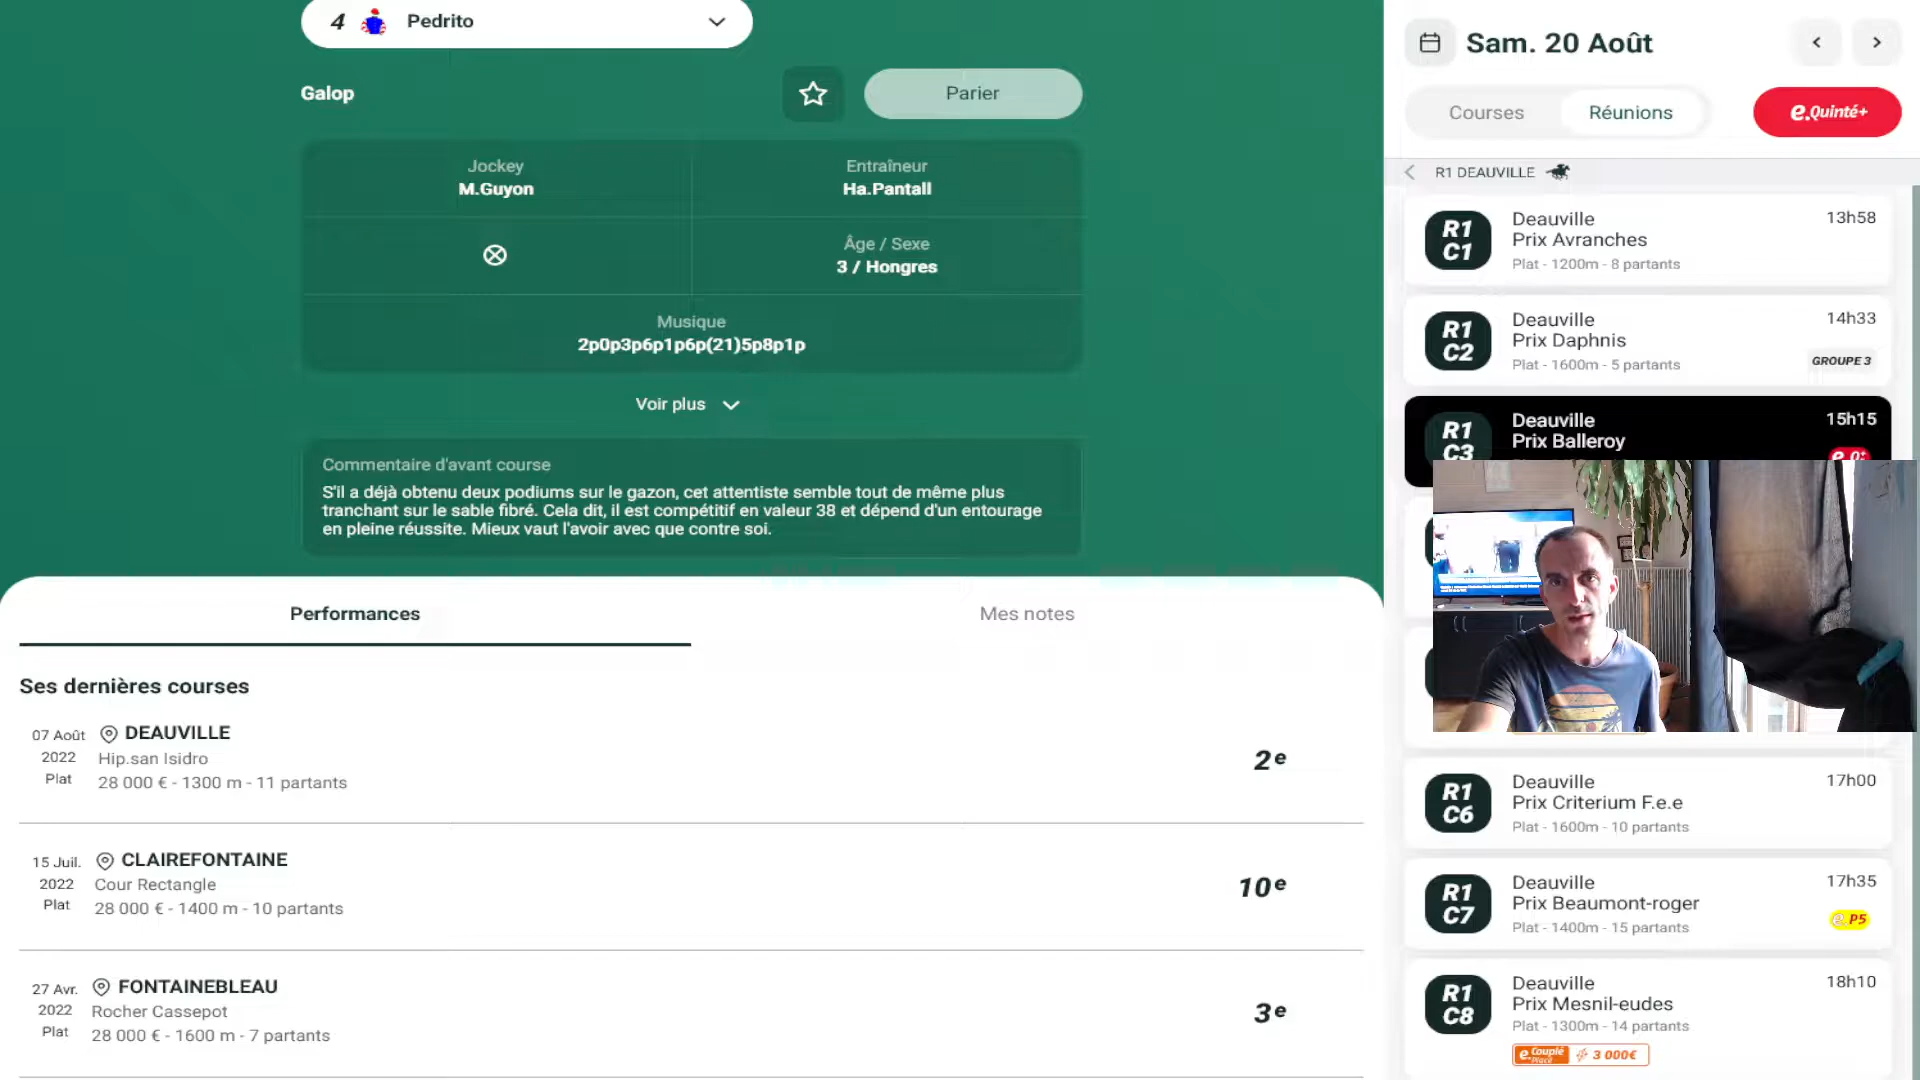 4 Pedrito
Galop
Parier
Jockey
M.Guyon
Entraîneur
Ha.Pantall
Âge / Sexe
3 / Hongres
Musique
2p0p3p6p1p6p(21)5p8p1p
Voir plus
Commentaire d'avant course
S'il a déjà obtenu deux podiums sur le gazon, cet attentiste semble tout de même plus
tranchant sur le sable fibré. Cela dit, il est compétitif en valeur 38 et dépend d'un entourage
en pleine réussite. Mieux vaut l'avoir avec que contre soi.
Performances
Mes notes
Ses dernières courses
07 Août
2022
Plat
DEAUVILLE
Hip.san Isidro
28 000 € - 1300 m - 11 partants
2e
15 Juil.
2022
Plat
CLAIREFONTAINE
Cour Rectangle
28 000 € - 1400 m - 10 partants
10e
27 Avr.
2022
Plat
FONTAINEBLEAU
Rocher Cassepot
28 000 € - 1600 m - 7 partants
3e
Sam. 20 Août
Courses
Réunions
e.Quinté+
R1 DEAUVILLE
R1
C1
Deauville
Prix Avranches
Plat - 1200m - 8 partants
13h58
R1
C2
Deauville
Prix Daphnis
Plat - 1600m - 5 partants
14h33
GROUPE 3
R1
C3
Deauville
Prix Balleroy
15h15
R1
C6
Deauville
Prix Criterium F.e.e
Plat - 1600m - 10 partants
17h00
R1
C7
Deauville
Prix Beaumont-roger
Plat - 1400m - 15 partants
17h35
e.P5
R1
C8
Deauville
Prix Mesnil-eudes
Plat - 1300m - 14 partants
18h10
e.Couplé
Placé
3 000€